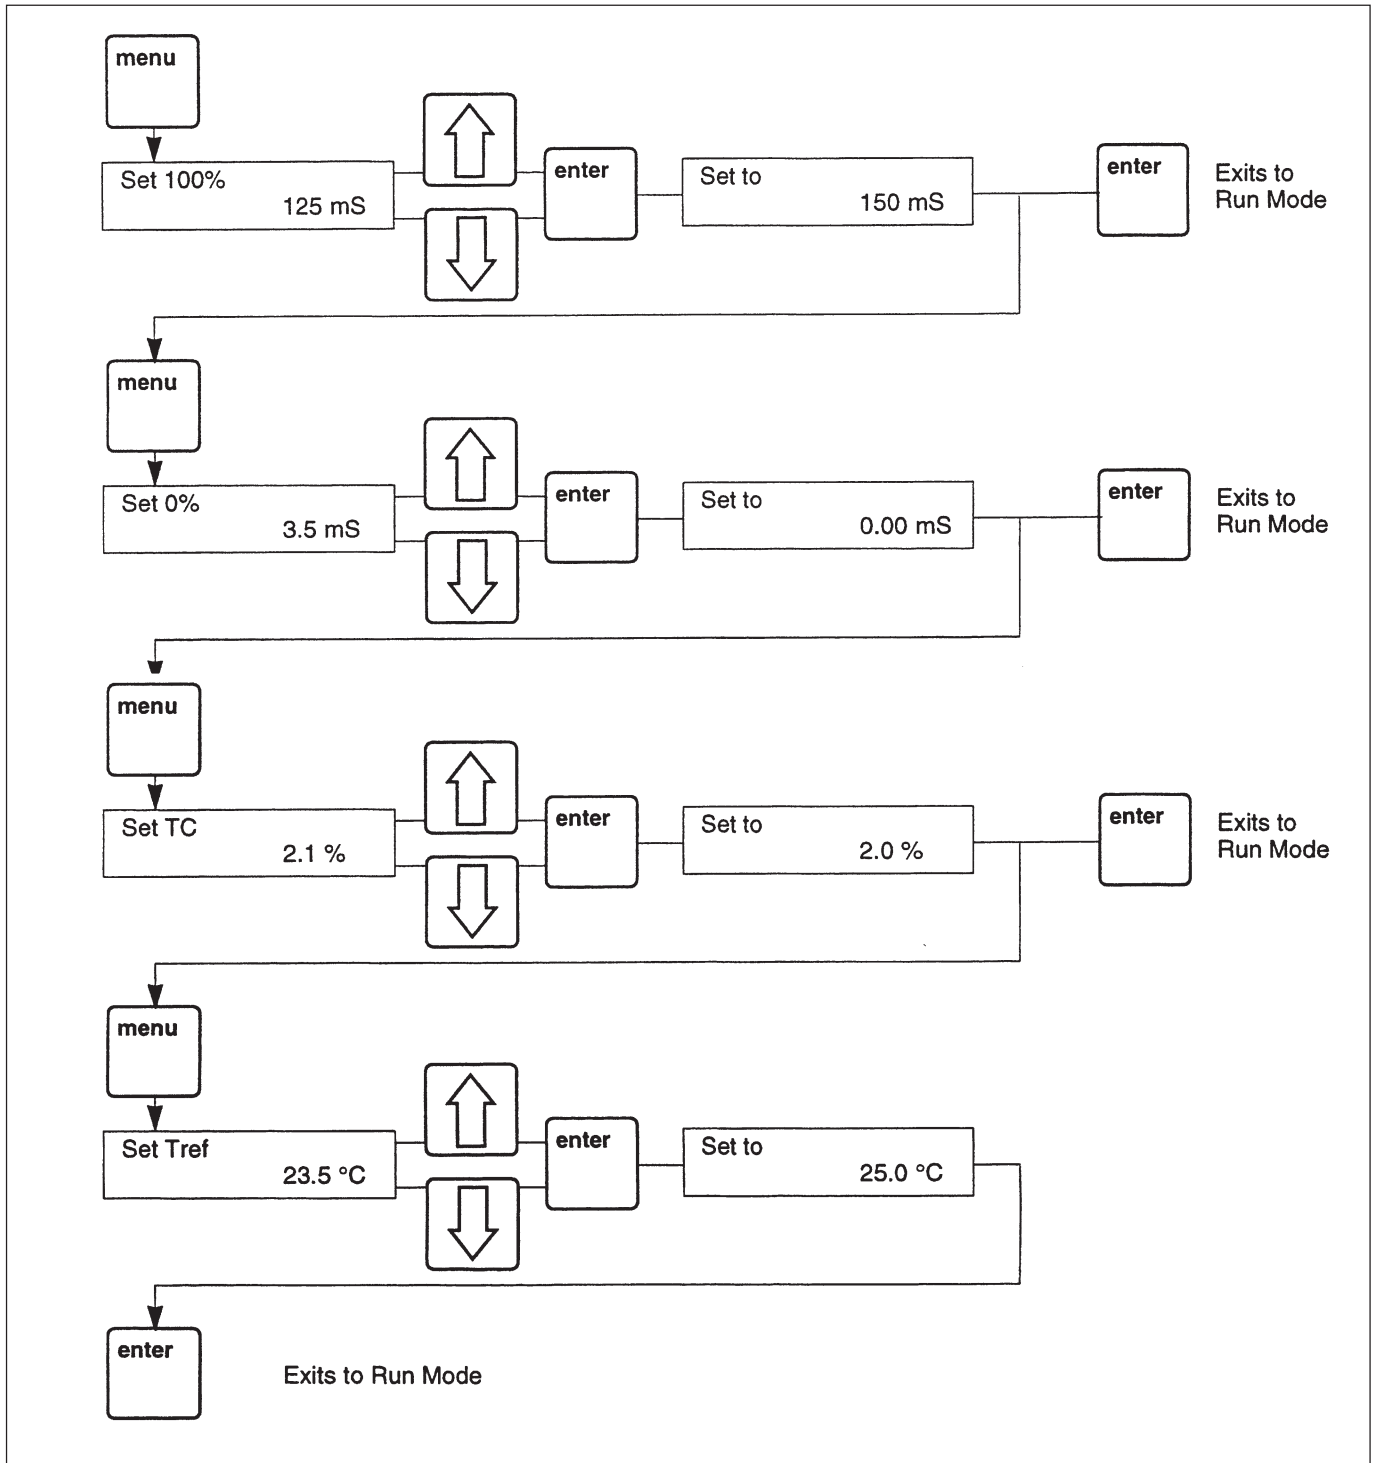 menu
Set 100%
125 mS
enter
Set to
150 mS
enter
Exits to
Run Mode
menu
Set 0%
3.5 mS
enter
Set to
0.00 mS
enter
Exits to
Run Mode
menu
Set TC
2.1 %
enter
Set to
2.0 %
enter
Exits to
Run Mode
menu
Set Tref
23.5 °C
enter
Set to
25.0 °C
enter
Exits to Run Mode